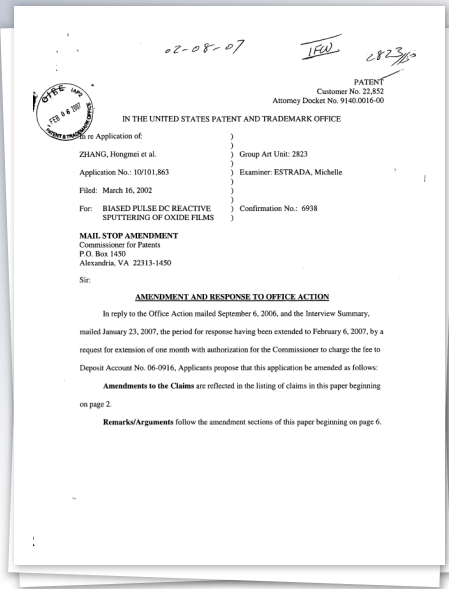 02-08-07
IFW
2823
PATENT
Customer No. 22,852
Attorney Docket No. 9140.0016-00
OIPE IAP2
FEB 06 2007
PATENT & TRADEMARK OFFICE
IN THE UNITED STATES PATENT AND TRADEMARK OFFICE
In re Application of: )
)
ZHANG, Hongmei et al. ) Group Art Unit: 2823
)
Application No.: 10/101,863 ) Examiner: ESTRADA, Michelle
)
Filed: March 16, 2002 )
)
For: BIASED PULSE DC REACTIVE ) Confirmation No.: 6938
SPUTTERING OF OXIDE FILMS )
MAIL STOP AMENDMENT
Commissioner for Patents
P.O. Box 1450
Alexandria, VA 22313-1450
Sir:
AMENDMENT AND RESPONSE TO OFFICE ACTION
In reply to the Office Action mailed September 6, 2006, and the Interview Summary,
mailed January 23, 2007, the period for response having been extended to February 6, 2007, by a
request for extension of one month with authorization for the Commissioner to charge the fee to
Deposit Account No. 06-0916, Applicants propose that this application be amended as follows:
Amendments to the Claims are reflected in the listing of claims in this paper beginning
on page 2.
Remarks/Arguments follow the amendment sections of this paper beginning on page 6.